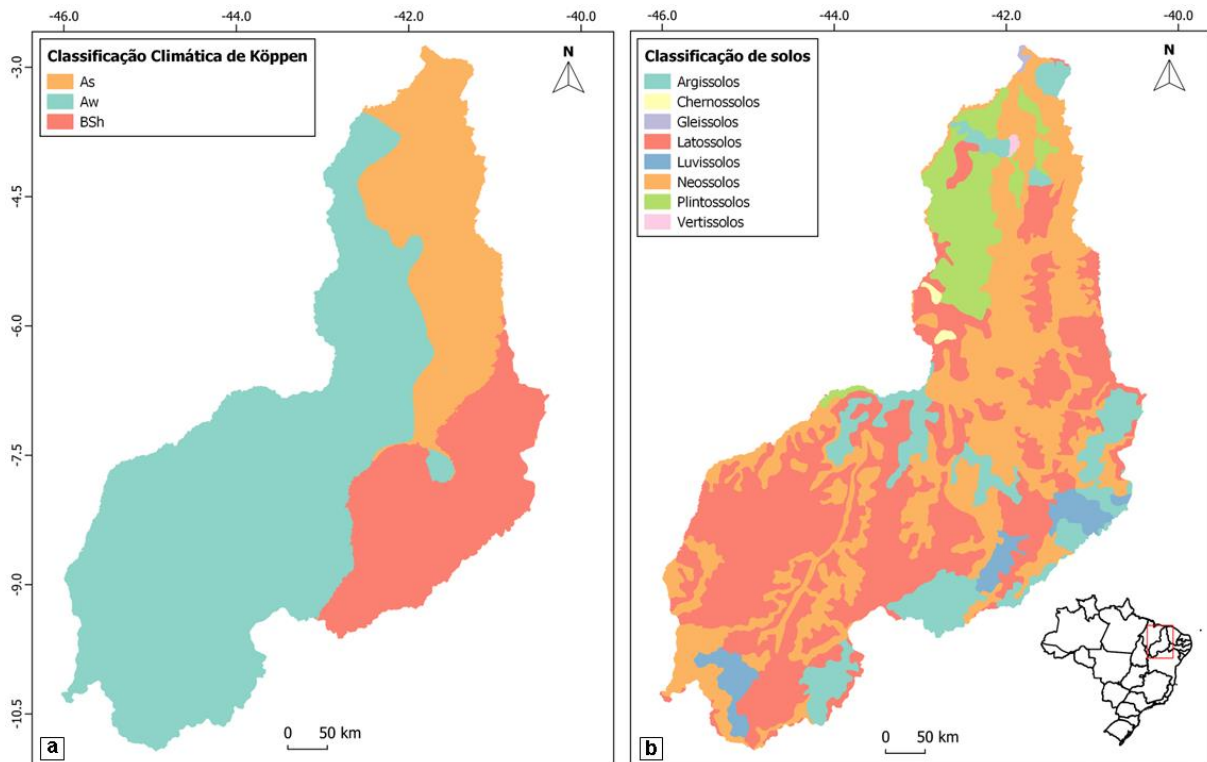 -46.0
-44.0
-42.0
-40.0
-3.0
-4.5
-6.0
-7.5
-9.0
-10.5
Classificação Climática de Köppen
As
Aw
BSh
N
0 50 km
a
-46.0
-44.0
-42.0
-40.0
Classificação de solos
Argissolos
Chernossolos
Gleissolos
Latossolos
Luvissolos
Neossolos
Plintossolos
Vertissolos
N
0 50 km
b